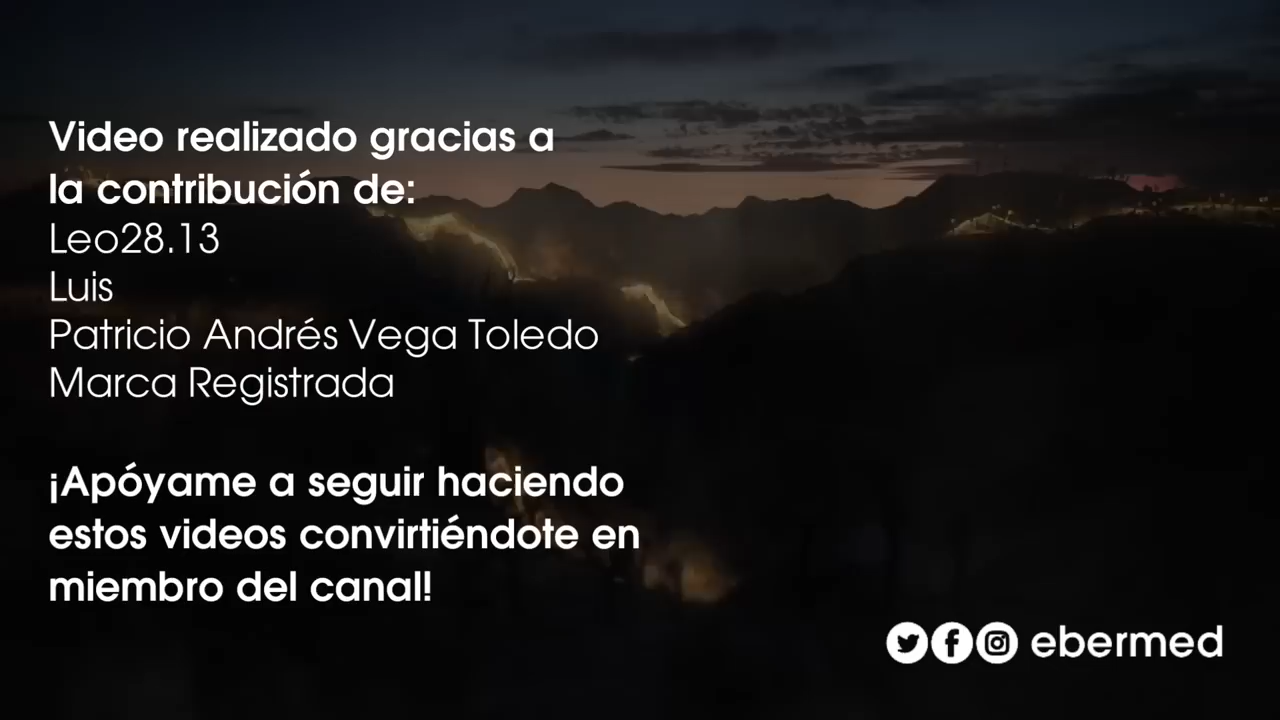 Video realizado gracias a
la contribución de:
Leo28.13
Luis
Patricio Andrés Vega Toledo
Marca Registrada
¡Apóyame a seguir haciendo
estos videos convirtiéndote en
miembro del canal!
ebermed